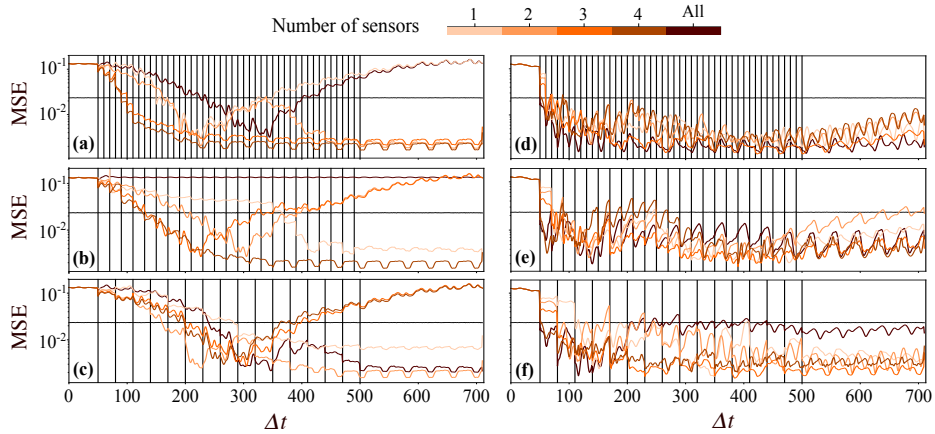 Number of sensors
1 2 3 4 All
MSE
10⁻¹
10⁻²
(a)
(d)
MSE
10⁻¹
10⁻²
(b)
(e)
MSE
10⁻¹
10⁻²
(c)
(f)
0 100 200 300 400 500 600 700
0 100 200 300 400 500 600 700
Δt
Δt